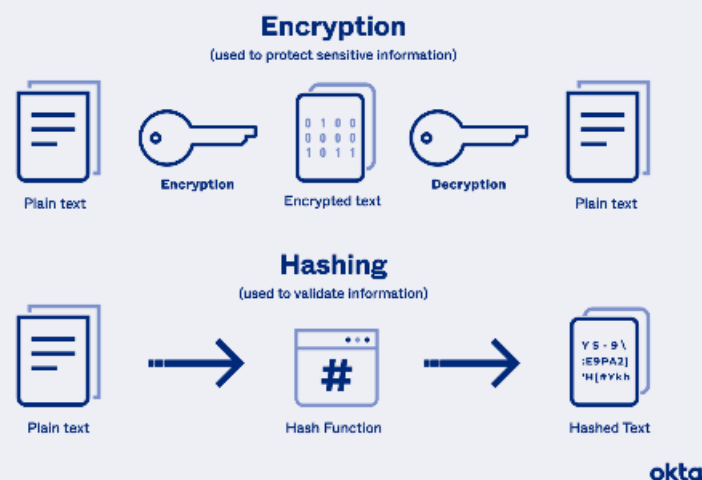 Encryption
(used to protect sensitive information)
0 1 0 0
0 0 0 0
1 0 1 1
Plain text
Encryption
Encrypted text
Decryption
Plain text
Hashing
(used to validate information)
#
Y5-9\
:E9PA2]
'H[#Ykh
Plain text
Hash Function
Hashed Text
okta